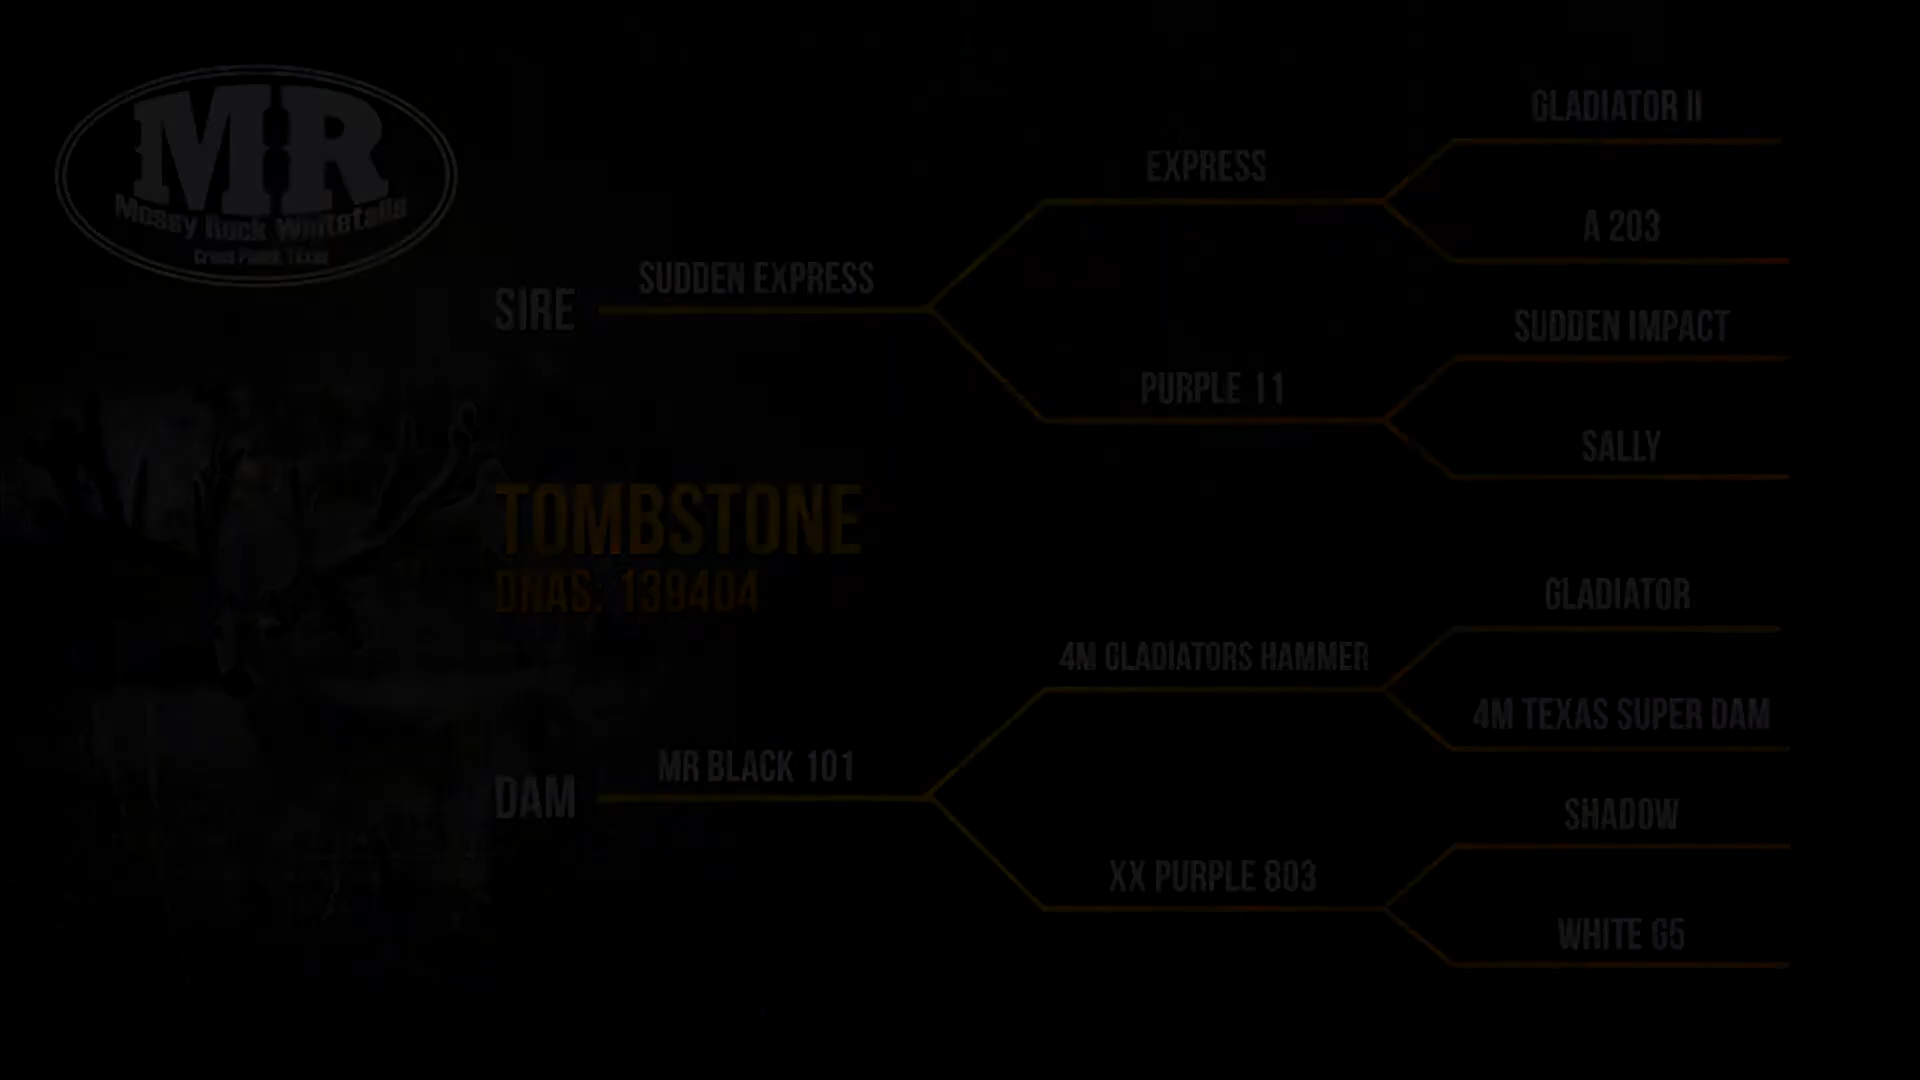 MR
Mossy Rock Whitetails
Cross Plains, Texas
GLADIATOR II
EXPRESS
A 203
SUDDEN EXPRESS
SIRE
SUDDEN IMPACT
PURPLE 11
SALLY
TOMBSTONE
DHAS: 139404
GLADIATOR
4M GLADIATORS HAMMER
4M TEXAS SUPER DAM
MR BLACK 101
DAM
SHADOW
XX PURPLE 803
WHITE G5